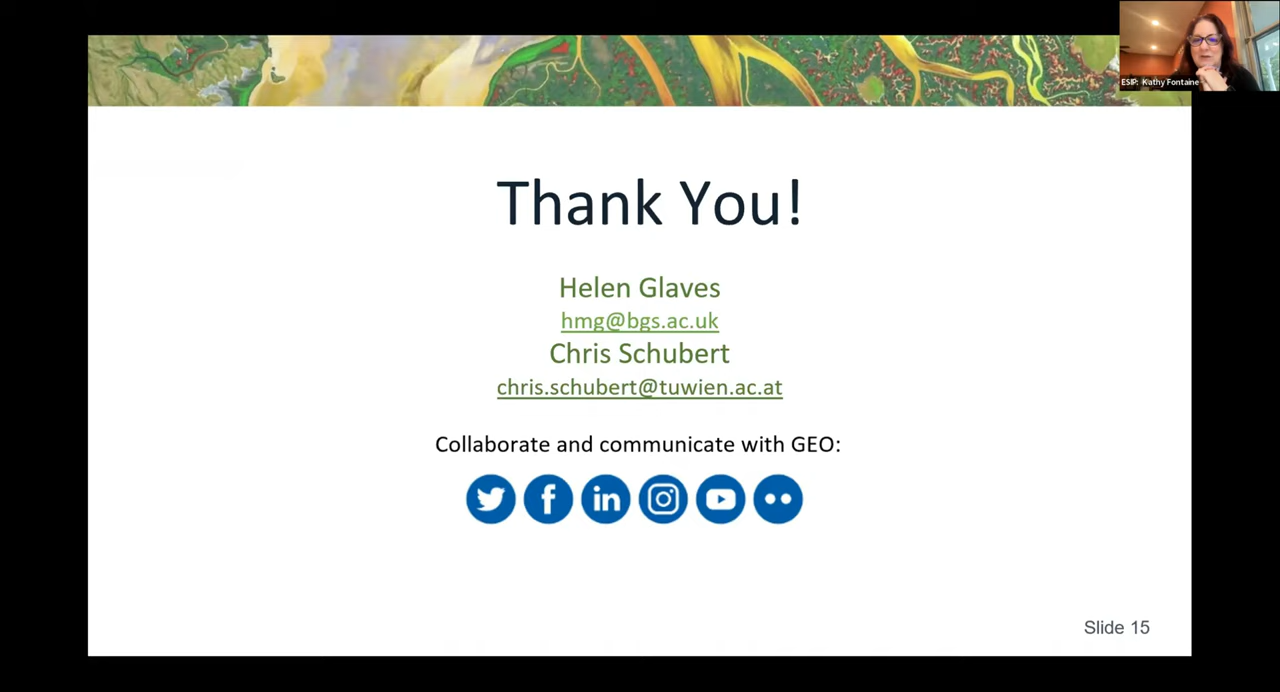 ESIP: Kathy Fontaine
Thank You!
Helen Glaves
hmg@bgs.ac.uk
Chris Schubert
chris.schubert@tuwien.ac.at
Collaborate and communicate with GEO:
Slide 15